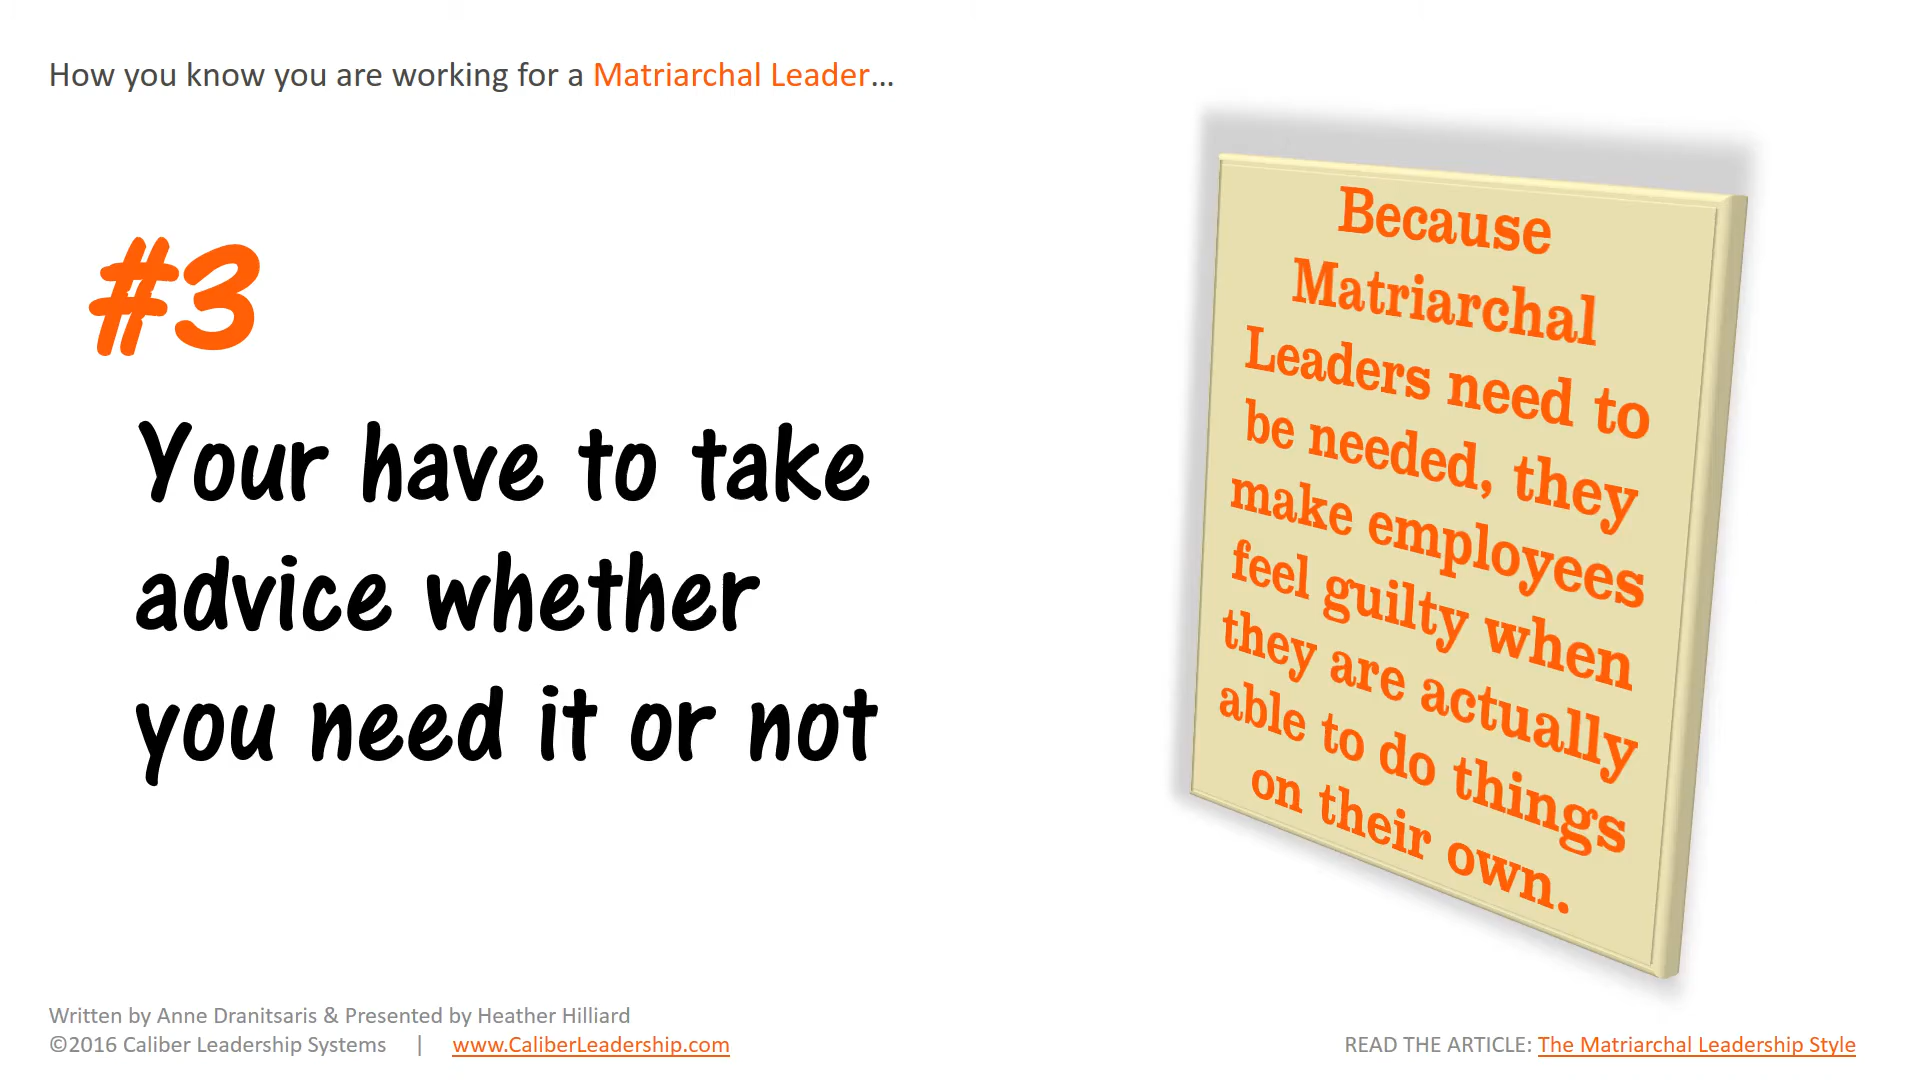 How you know you are working for a Matriarchal Leader...
#3
Your have to take
advice whether
you need it or not
Because
Matriarchal
Leaders need to
be needed, they
make employees
feel guilty when
they are actually
able to do things
on their own.
Written by Anne Dranitsaris & Presented by Heather Hilliard
©2016 Caliber Leadership Systems | www.CaliberLeadership.com
READ THE ARTICLE: The Matriarchal Leadership Style